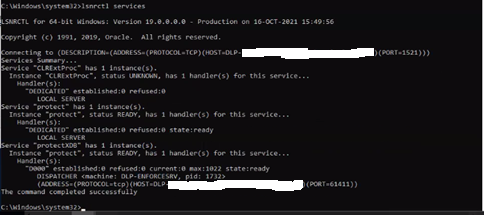 C:\Windows\system32>lsnrctl services
LSNRCTL for 64-bit Windows: Version 19.0.0.0.0 - Production on 16-OCT-2021 15:49:56
Copyright (c) 1991, 2019, Oracle.  All rights reserved.
Connecting to (DESCRIPTION=(ADDRESS=(PROTOCOL=TCP)(HOST=DLP- )(PORT=1521)))
Services Summary...
Service "CLRExtProc" has 1 instance(s).
  Instance "CLRExtProc", status UNKNOWN, has 1 handler(s) for this service...
    Handler(s):
      "DEDICATED" established:0 refused:0
         LOCAL SERVER
Service "protect" has 1 instance(s).
  Instance "protect", status READY, has 1 handler(s) for this service...
    Handler(s):
      "DEDICATED" established:0 refused:0 state:ready
         LOCAL SERVER
Service "protectXDB" has 1 instance(s).
  Instance "protect", status READY, has 1 handler(s) for this service...
    Handler(s):
      "D000" established:0 refused:0 current:0 max:1022 state:ready
         DISPATCHER <machine: DLP-ENFORCESRV, pid: 1732>
         (ADDRESS=(PROTOCOL=tcp)(HOST=DLP- )(PORT=61411))
The command completed successfully
C:\Windows\system32>